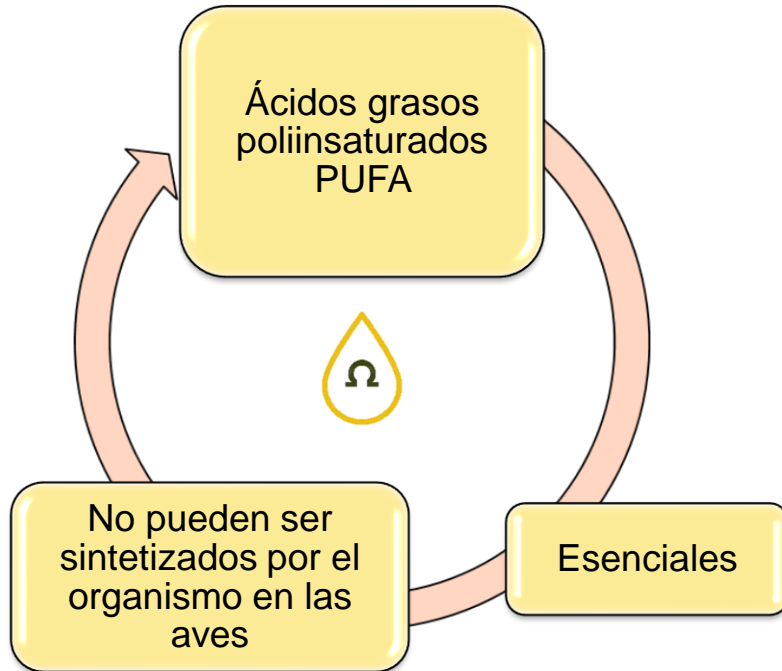 Ácidos grasos
poliinsaturados
PUFA
Ω
Esenciales
No pueden ser
sintetizados por el
organismo en las
aves